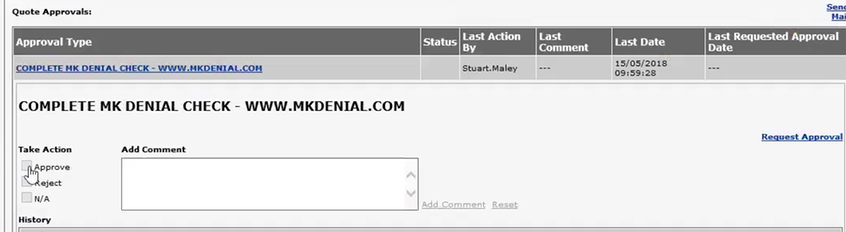 Quote Approvals:
Send
Mai
Approval Type Status Last Action By Last Comment Last Date Last Requested Approval Date
COMPLETE MK DENIAL CHECK - WWW.MKDENIAL.COM Stuart.Maley --- 15/05/2018 09:59:28 ---
COMPLETE MK DENIAL CHECK - WWW.MKDENIAL.COM
Request Approval
Take Action Add Comment
Approve
Reject
N/A
Add Comment Reset
History